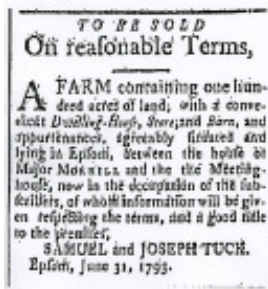 TO BE SOLD
On reasonable Terms,
A FARM containing one hun-
dred acres of land, with a conve-
nient Dwelling-House, Store, and Barn, and
appurtenances, agreeably situated and
lying in Epsom, between the house of
Major MORRILL and the Meeting-
house, now in the occupation of the sub-
scribers, of whom information will be giv-
en respecting the terms, and a good title
to the premises,
SAMUEL and JOSEPH TUCK.
Epsom, June 31, 1793.